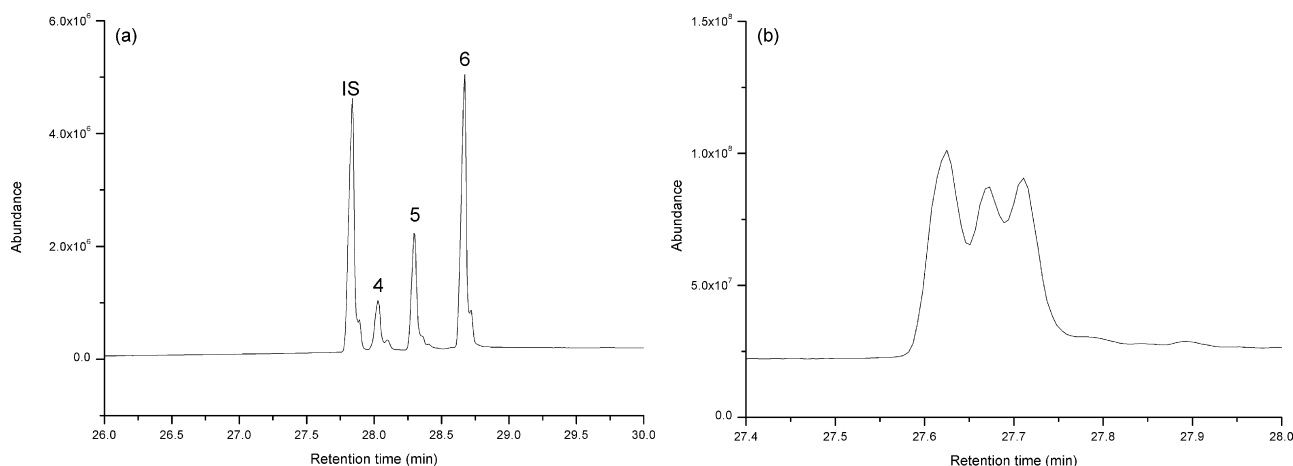 (a)
6.0x10⁶
4.0x10⁶
2.0x10⁶
0.0
Abundance
IS
4
5
6
26.0 26.5 27.0 27.5 28.0 28.5 29.0 29.5 30.0
Retention time (min)
(b)
1.5x10⁸
1.0x10⁸
5.0x10⁷
0.0
Abundance
27.4 27.5 27.6 27.7 27.8 27.9 28.0
Retention time (min)